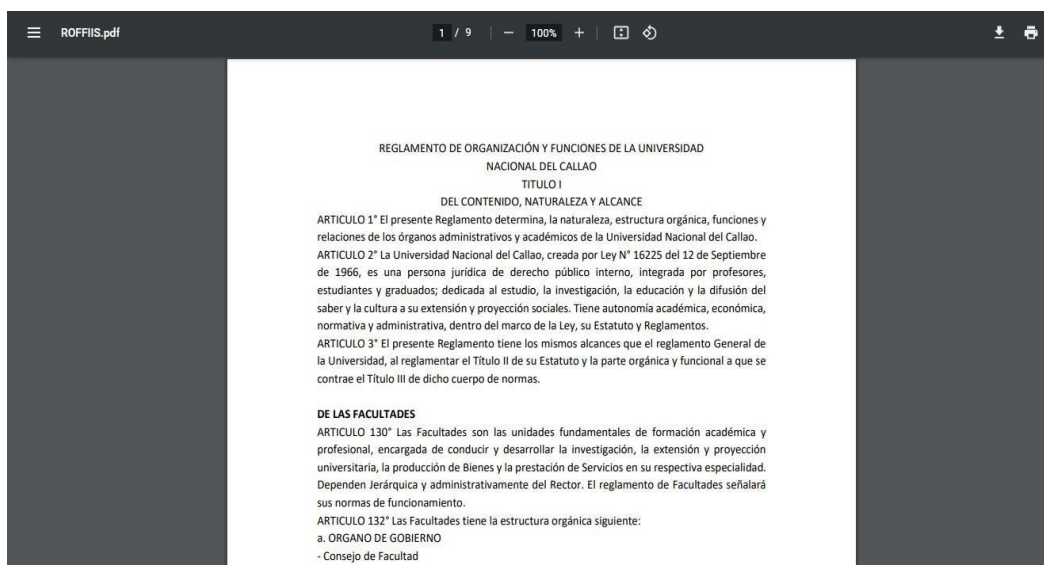 ROFFIIS.pdf
1 / 9 | − 100% + |
REGLAMENTO DE ORGANIZACIÓN Y FUNCIONES DE LA UNIVERSIDAD
NACIONAL DEL CALLAO
TITULO I
DEL CONTENIDO, NATURALEZA Y ALCANCE
ARTICULO 1° El presente Reglamento determina, la naturaleza, estructura orgánica, funciones y
relaciones de los órganos administrativos y académicos de la Universidad Nacional del Callao.
ARTICULO 2° La Universidad Nacional del Callao, creada por Ley N° 16225 del 12 de Septiembre
de 1966, es una persona jurídica de derecho público interno, integrada por profesores,
estudiantes y graduados; dedicada al estudio, la investigación, la educación y la difusión del
saber y la cultura a su extensión y proyección sociales. Tiene autonomía académica, económica,
normativa y administrativa, dentro del marco de la Ley, su Estatuto y Reglamentos.
ARTICULO 3° El presente Reglamento tiene los mismos alcances que el reglamento General de
la Universidad, al reglamentar el Título II de su Estatuto y la parte orgánica y funcional a que se
contrae el Título III de dicho cuerpo de normas.
DE LAS FACULTADES
ARTICULO 130° Las Facultades son las unidades fundamentales de formación académica y
profesional, encargada de conducir y desarrollar la investigación, la extensión y proyección
universitaria, la producción de Bienes y la prestación de Servicios en su respectiva especialidad.
Dependen Jerárquica y administrativamente del Rector. El reglamento de Facultades señalará
sus normas de funcionamiento.
ARTICULO 132° Las Facultades tiene la estructura orgánica siguiente:
a. ORGANO DE GOBIERNO
- Consejo de Facultad